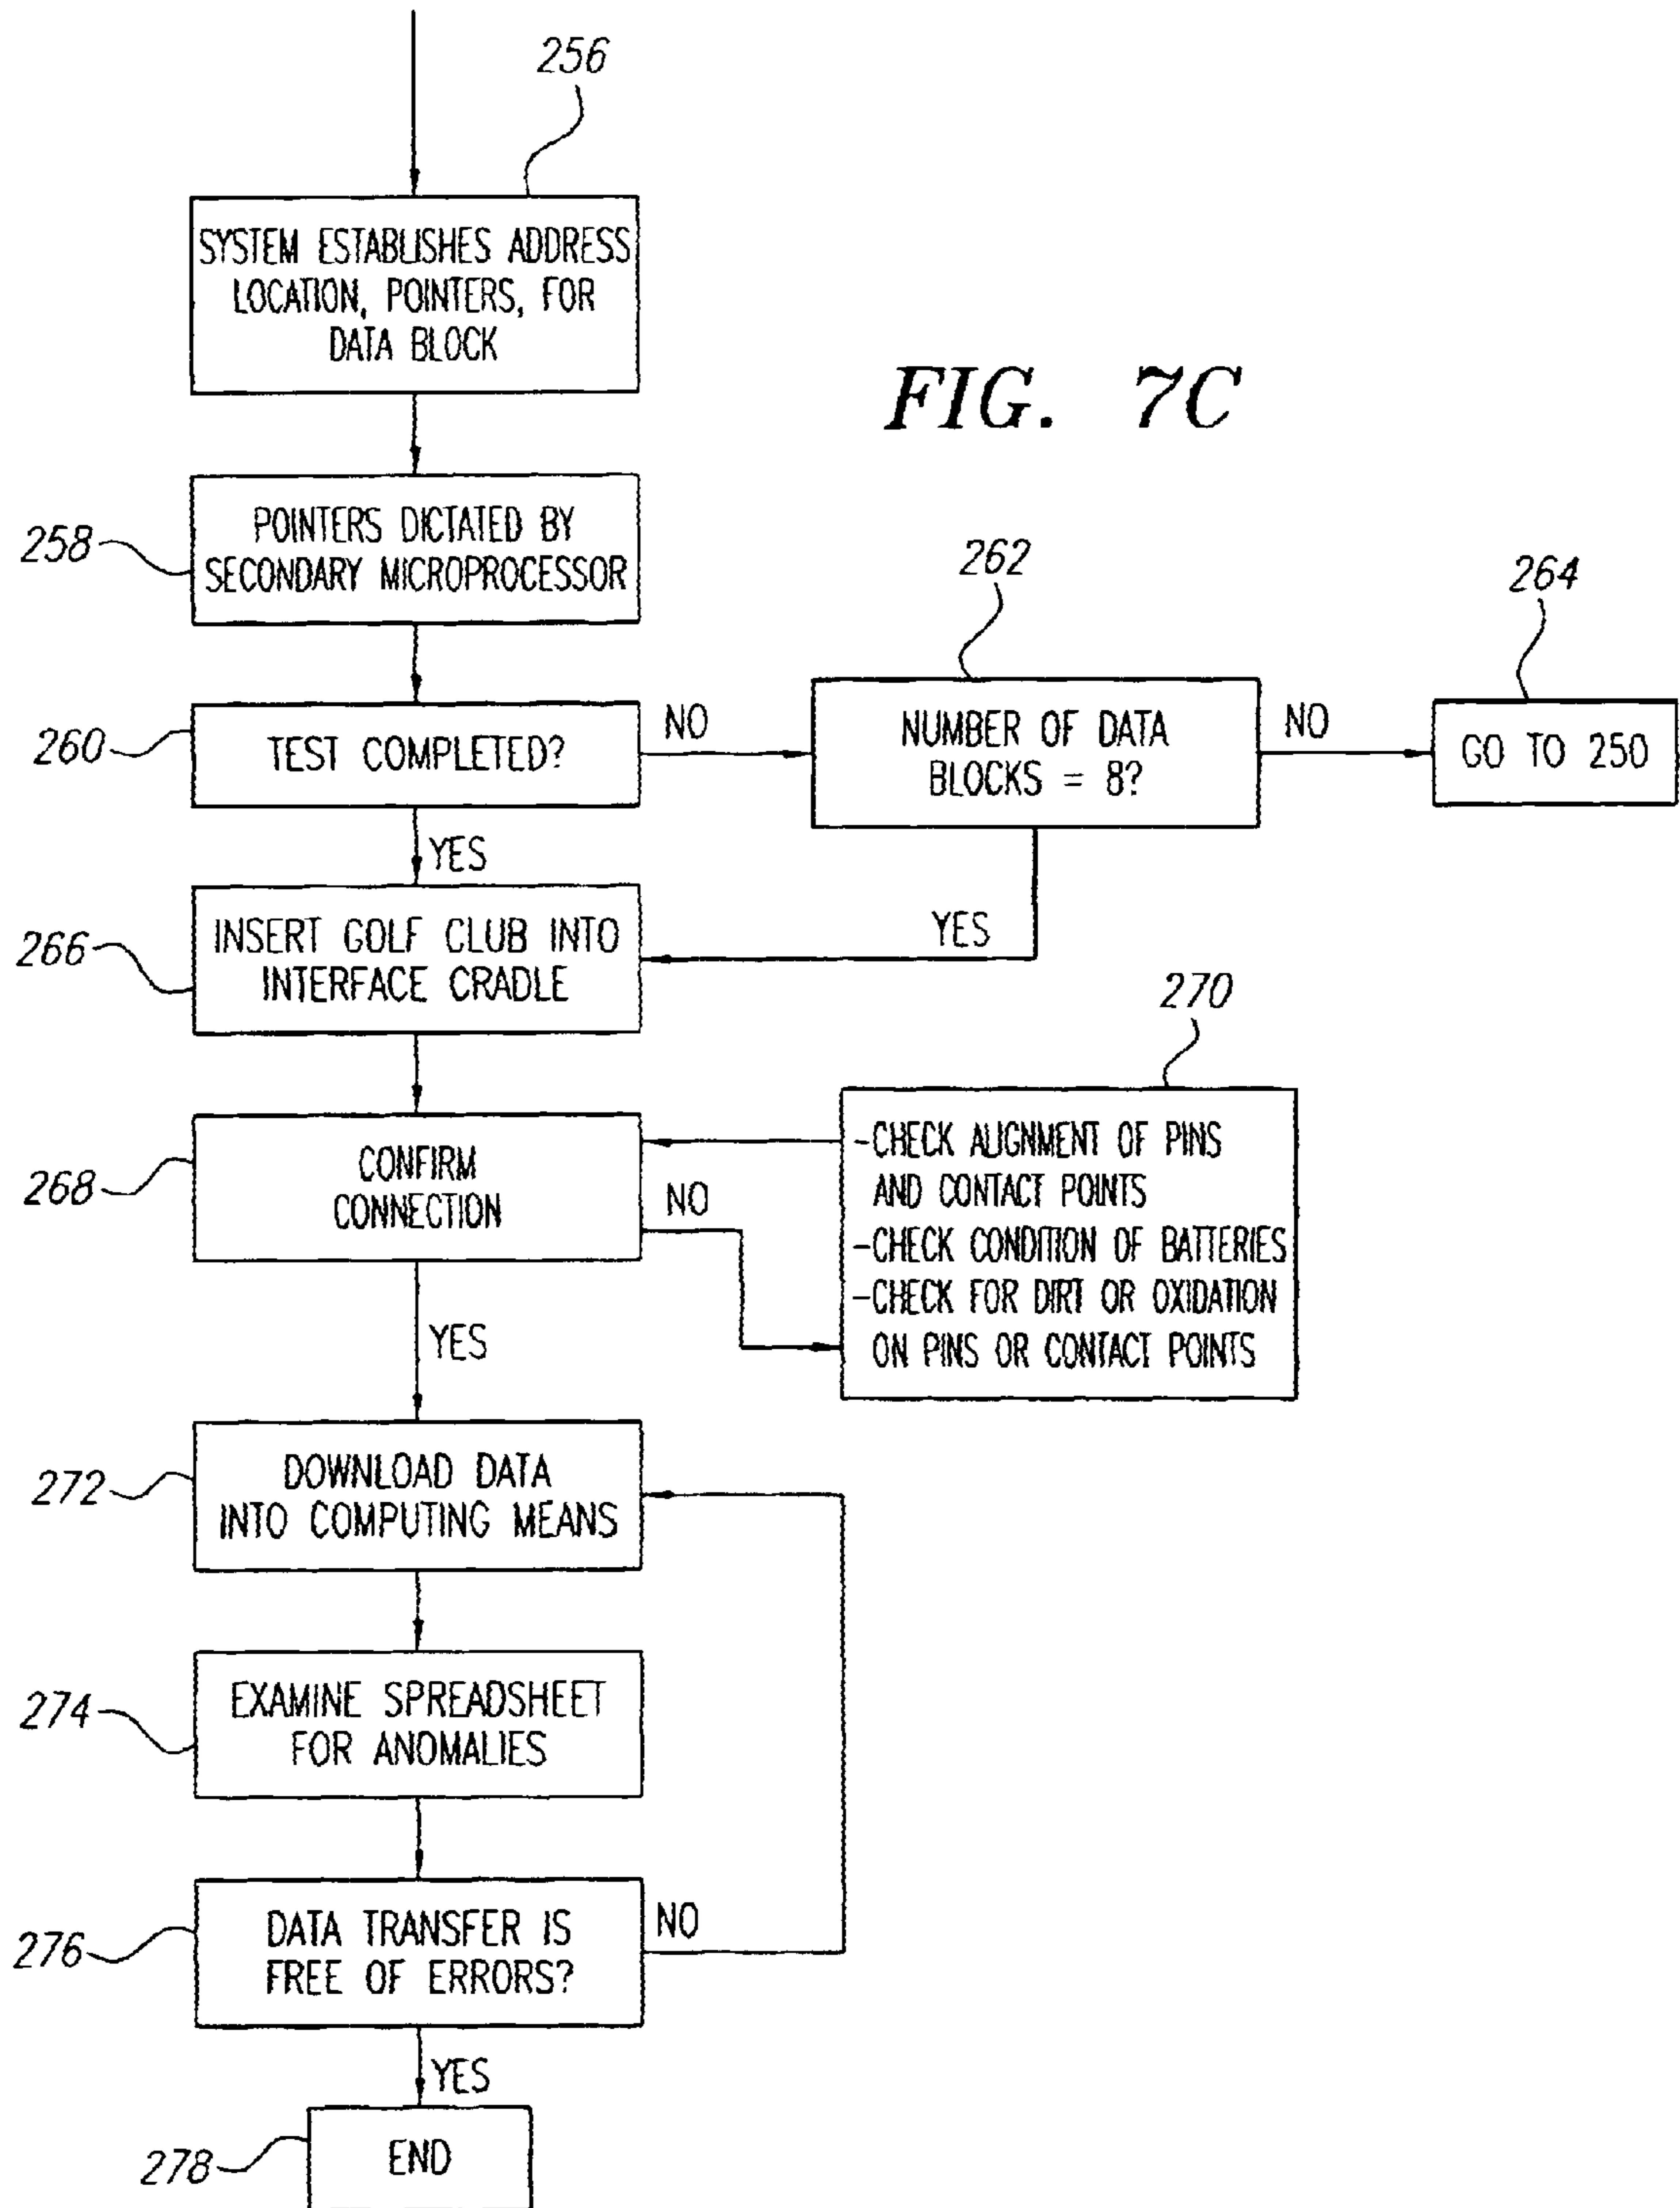 256
SYSTEM ESTABLISHES ADDRESS
LOCATION, POINTERS, FOR
DATA BLOCK
FIG. 7C
258
POINTERS DICTATED BY
SECONDARY MICROPROCESSOR
260
TEST COMPLETED?
NO
262
NUMBER OF DATA
BLOCKS = 8?
NO
264
GO TO 250
YES
YES
266
INSERT GOLF CLUB INTO
INTERFACE CRADLE
268
CONFIRM
CONNECTION
NO
270
-CHECK ALIGNMENT OF PINS
AND CONTACT POINTS
-CHECK CONDITION OF BATTERIES
-CHECK FOR DIRT OR OXIDATION
ON PINS OR CONTACT POINTS
YES
272
DOWNLOAD DATA
INTO COMPUTING MEANS
274
EXAMINE SPREADSHEET
FOR ANOMALIES
276
DATA TRANSFER IS
FREE OF ERRORS?
NO
YES
278
END